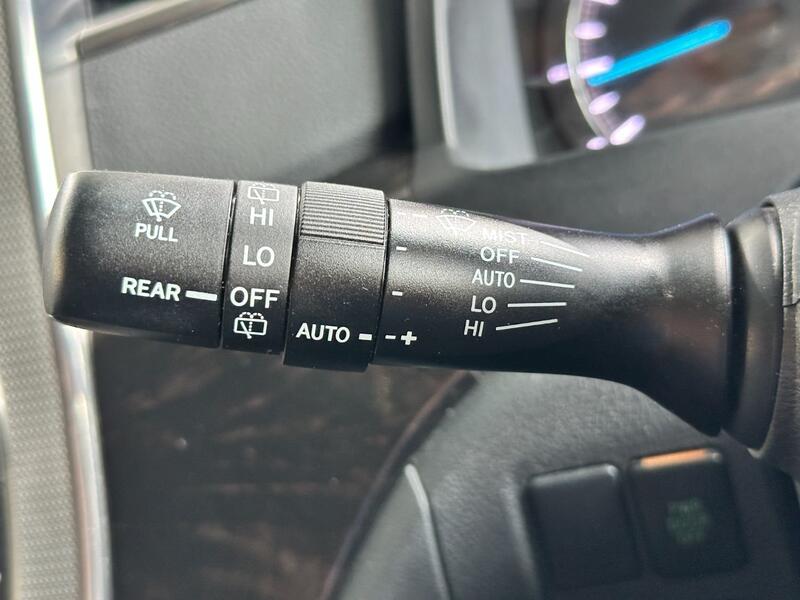 PULL
REAR
HI
LO
OFF
AUTO
- +
MIST
OFF
AUTO
LO
HI